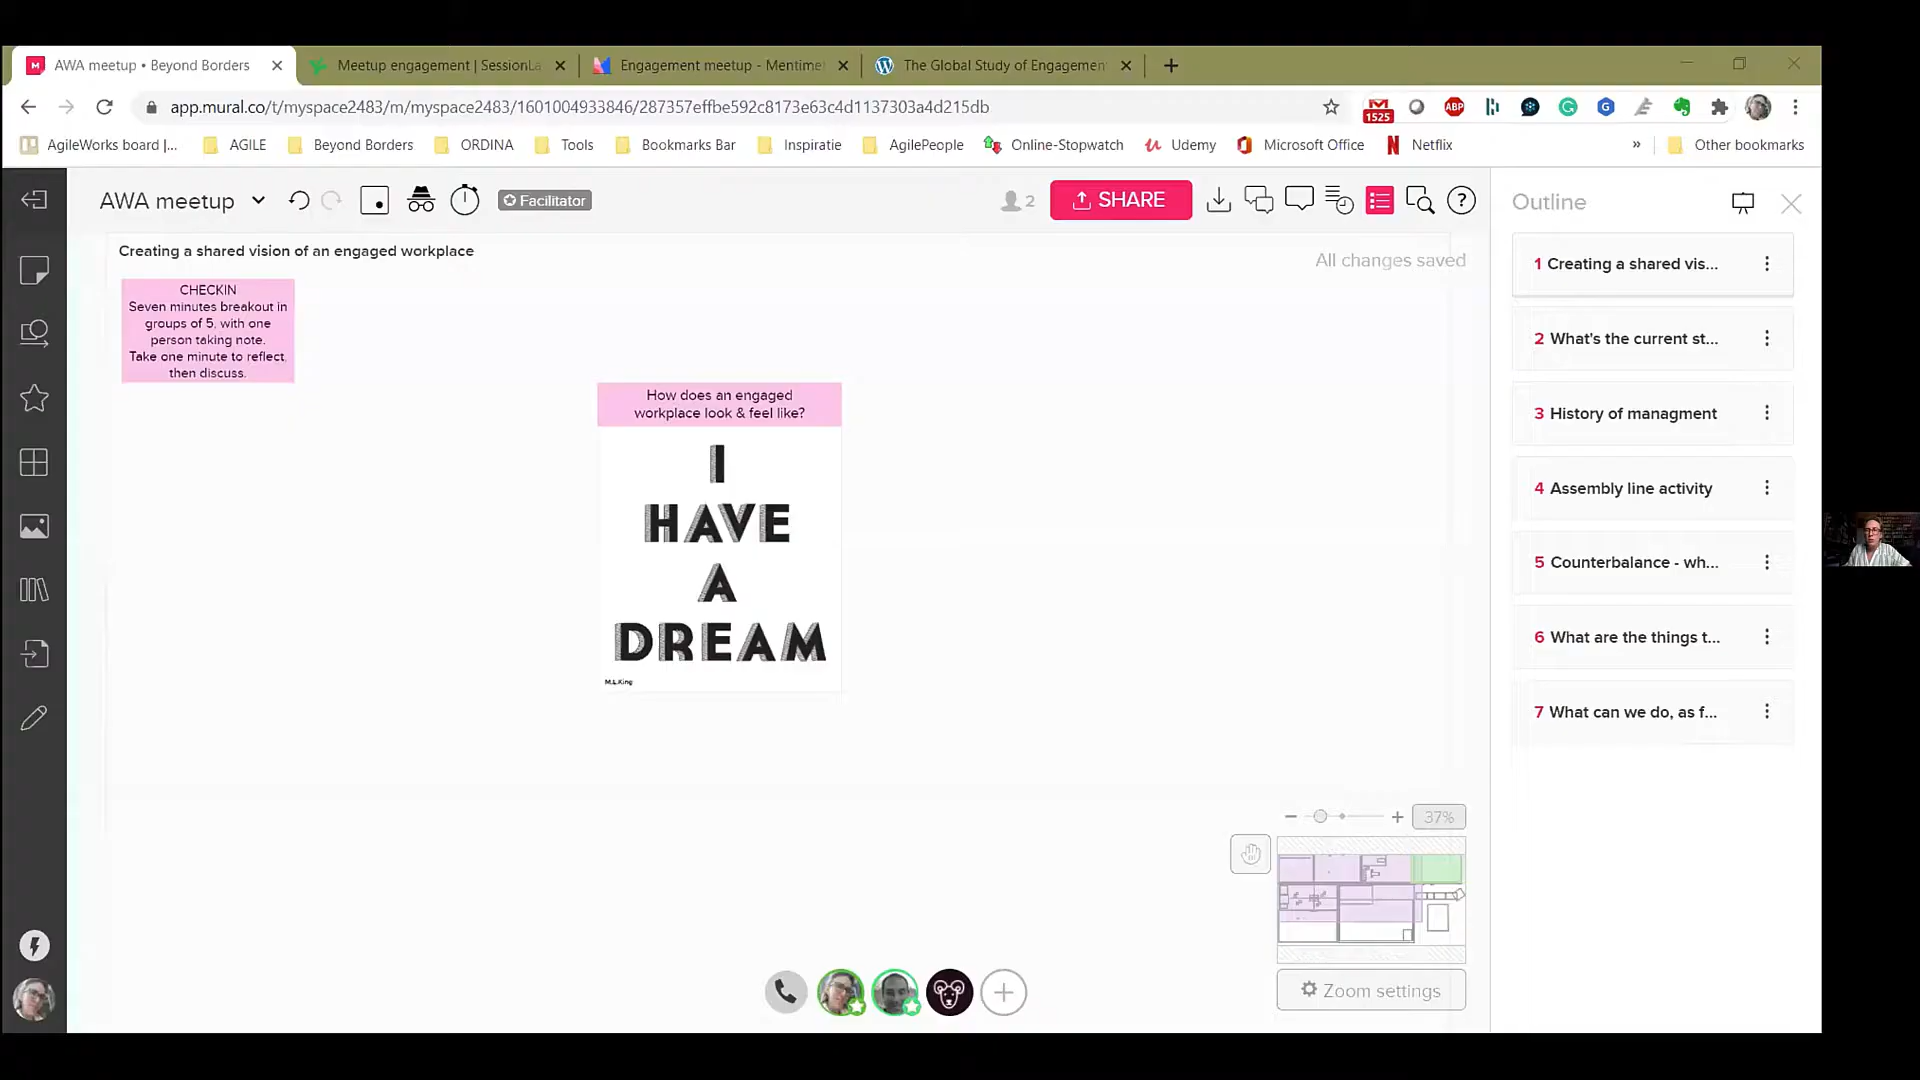 AWA meetup • Beyond Borders
Meetup engagement | SessionLa
Engagement meetup - Mentimet
The Global Study of Engagemen
app.mural.co/t/myspace2483/m/myspace2483/1601004933846/287357effbe592c8173e63c4d1137303a4d215db
1525
ABP
AgileWorks board |...
AGILE
Beyond Borders
ORDINA
Tools
Bookmarks Bar
Inspiratie
AgilePeople
Online-Stopwatch
Udemy
Microsoft Office
Netflix
»
Other bookmarks
AWA meetup
Facilitator
2
SHARE
?
Creating a shared vision of an engaged workplace
All changes saved
CHECKIN
Seven minutes breakout in
groups of 5, with one
person taking note.
Take one minute to reflect,
then discuss.
How does an engaged
workplace look & feel like?
I
HAVE
A
DREAM
M.L.King
Outline
1 Creating a shared vis...
2 What's the current st...
3 History of managment
4 Assembly line activity
5 Counterbalance - wh...
6 What are the things t...
7 What can we do, as f...
37%
Zoom settings